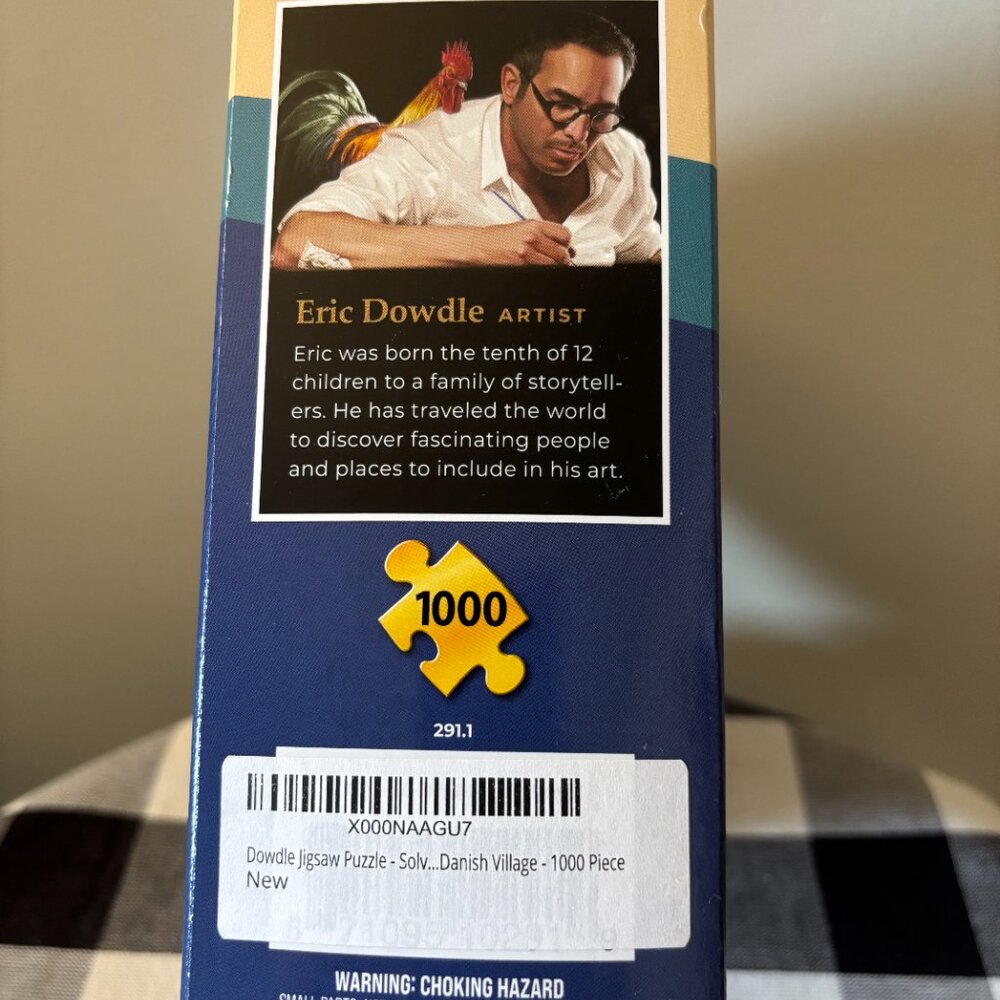 Eric Dowdle ARTIST
Eric was born the tenth of 12
children to a family of storytell-
ers. He has traveled the world
to discover fascinating people
and places to include in his art.
1000
291.1
X000NAAGU7
Dowdle Jigsaw Puzzle - Solv...Danish Village - 1000 Piece
New
WARNING: CHOKING HAZARD